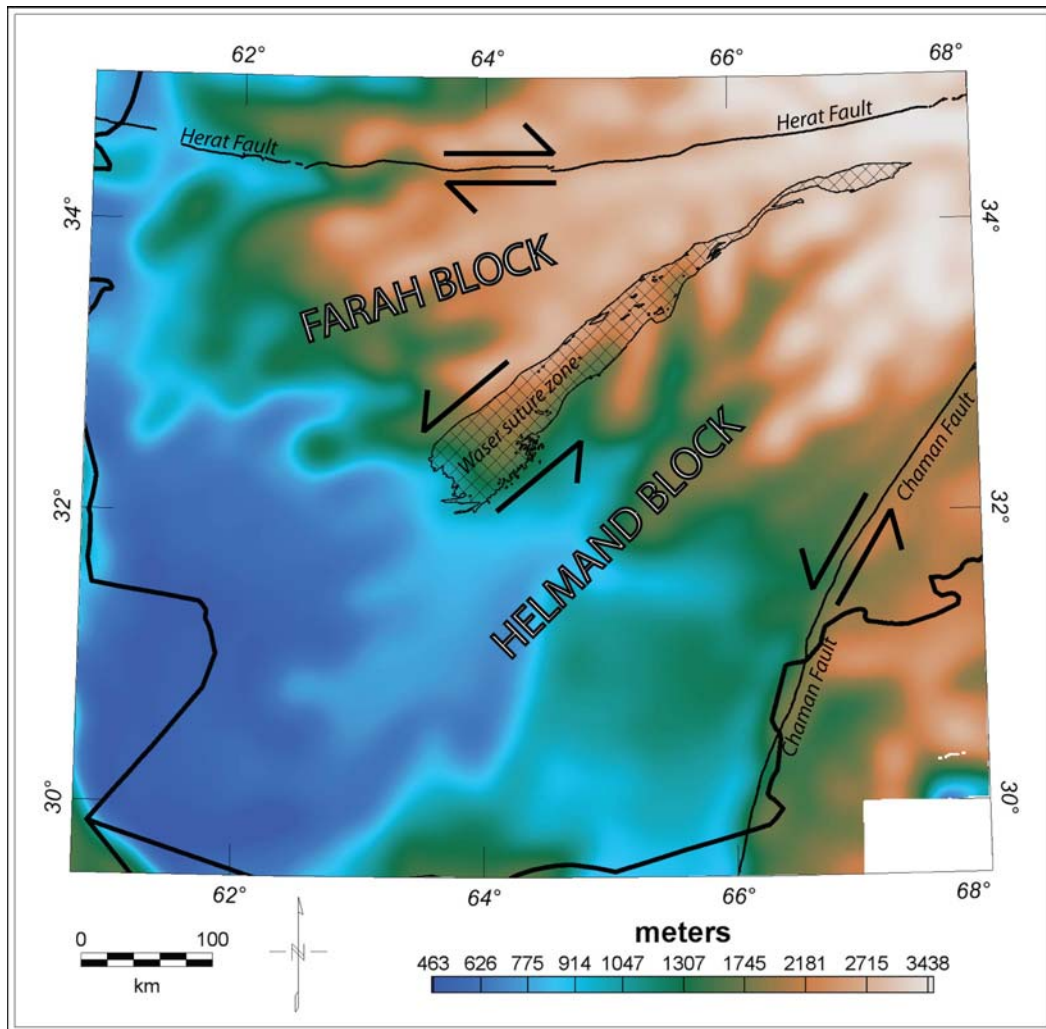 62° 64° 66° 68°
Herat Fault
Herat Fault
34° 34°
FARAH BLOCK
Waser suture zone
HELMAND BLOCK
Chaman Fault
32° 32°
Chaman Fault
30° 30°
62° 64° 66° 68°
N
meters
0 100
km
463 626 775 914 1047 1307 1745 2181 2715 3438